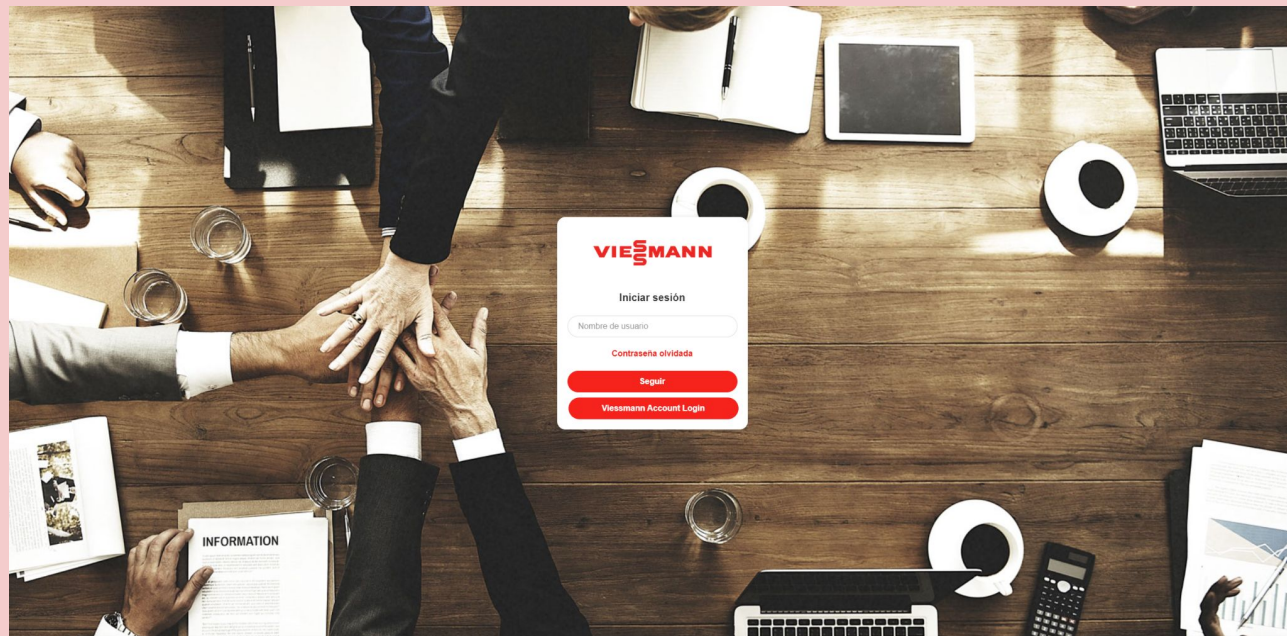 VIESSMANN
Iniciar sesión
Nombre de usuario
Contraseña olvidada
Seguir
Viessmann Account Login
INFORMATION